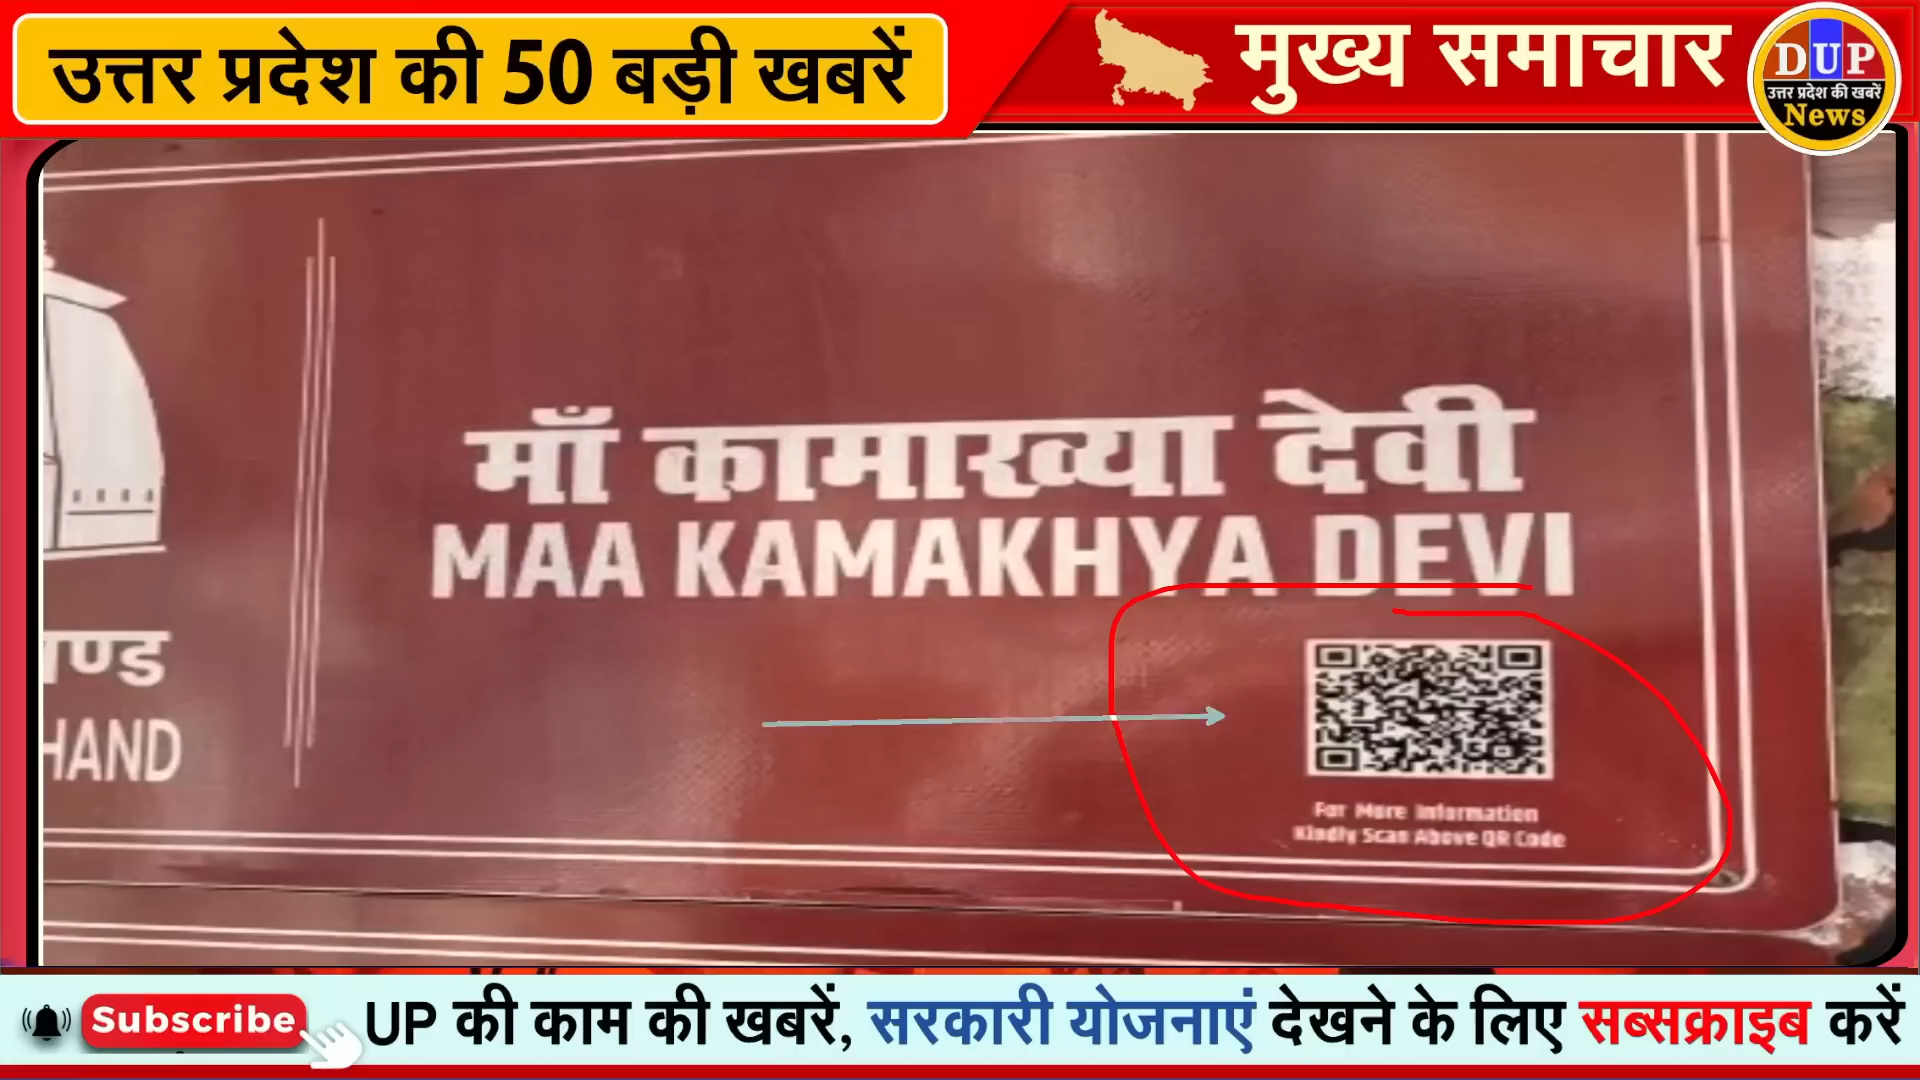 उत्तर प्रदेश की 50 बड़ी खबरें
मुख्य समाचार
DUP
उत्तर प्रदेश की खबरें
News
माँ कामाख्या देवी
MAA KAMAKHYA DEVI
ण्ड
HAND
For More Information
Kindly Scan Above QR Code
Subscribe
UP की काम की खबरें, सरकारी योजनाएं देखने के लिए सब्सक्राइब करें